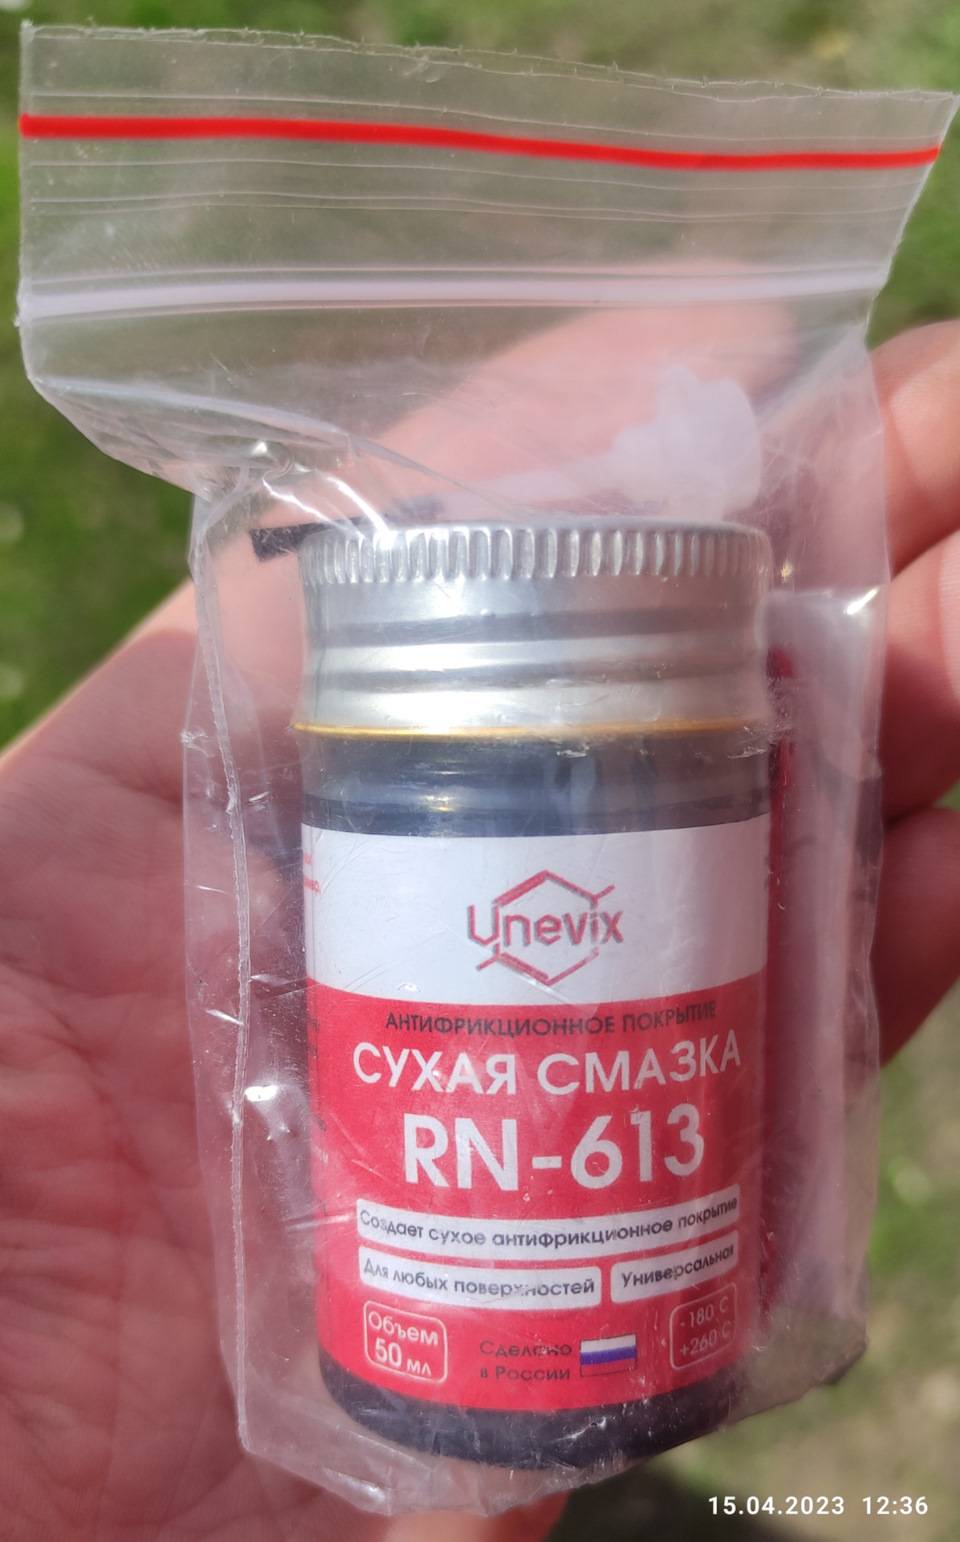 Unevix
АНТИФРИКЦИОННОЕ ПОКРЫТИЕ
СУХАЯ СМАЗКА
RN-613
Создает сухое антифрикционное покрытие
Для любых поверхностей
Универсальная
Объем
50 мл
Сделано
в России
-180 C
+260 C
15.04.2023 12:36